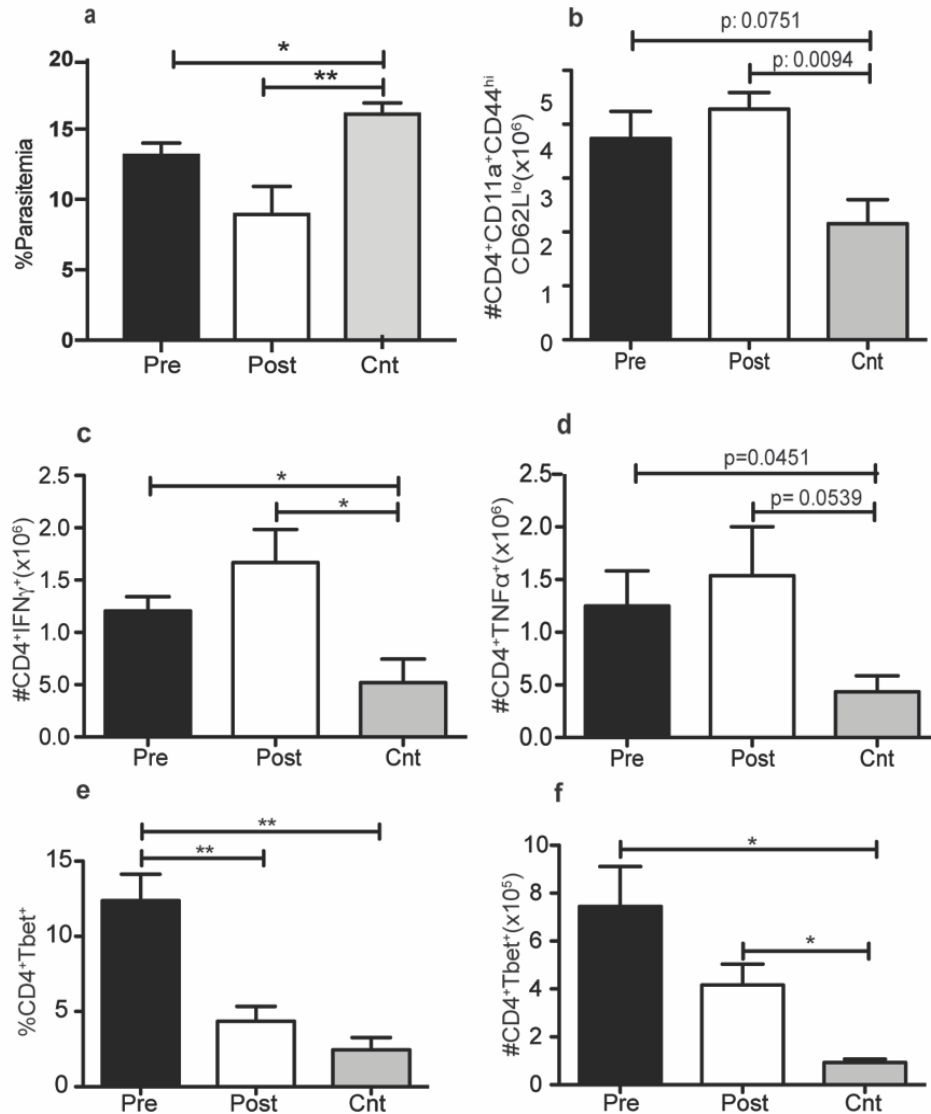 a
%Parasitemia
20
15
10
5
0
*
**
Pre Post Cnt
b
#CD4⁺CD11a⁺CD44ʰⁱ
CD62Lˡᵒ(x10⁶)
5
4
3
2
1
0
p: 0.0751
p: 0.0094
Pre Post Cnt
c
#CD4⁺IFNγ⁺(x10⁶)
2.5
2.0
1.5
1.0
5.0
0.0
*
*
Pre Post Cnt
d
#CD4⁺TNFα⁺(x10⁶)
2.5
2.0
1.5
1.0
5.0
0.0
p=0.0451
p= 0.0539
Pre Post Cnt
e
%CD4⁺Tbet⁺
15
10
5
0
**
**
Pre Post Cnt
f
#CD4⁺Tbet⁺(x10⁵)
10
8
6
4
2
0
*
*
Pre Post Cnt